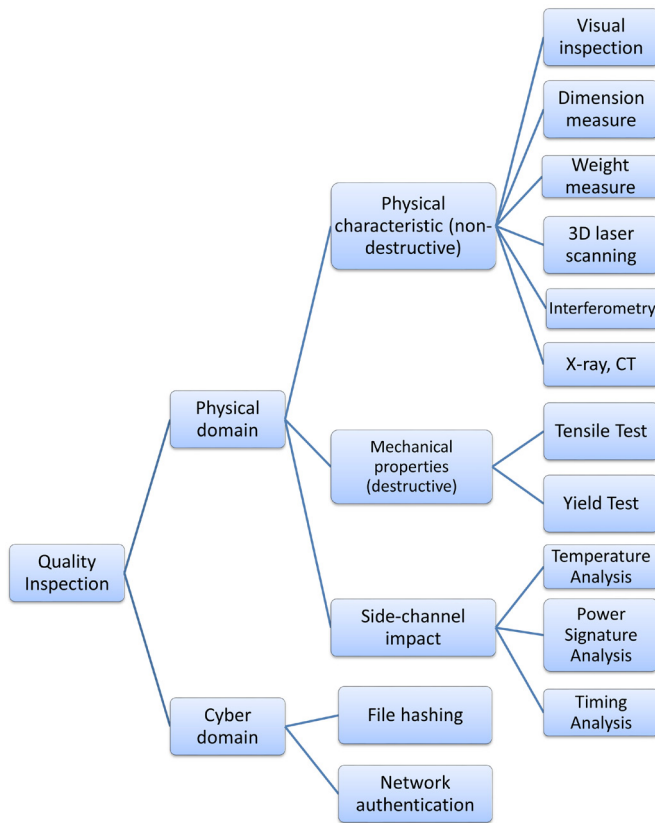 Visual
inspection
Dimension
measure
Weight
measure
Physical
characteristic (non-
destructive)
3D laser
scanning
Interferometry
X-ray, CT
Physical
domain
Mechanical
properties
(destructive)
Tensile Test
Yield Test
Quality
Inspection
Side-channel
impact
Temperature
Analysis
Power
Signature
Analysis
Timing
Analysis
Cyber
domain
File hashing
Network
authentication